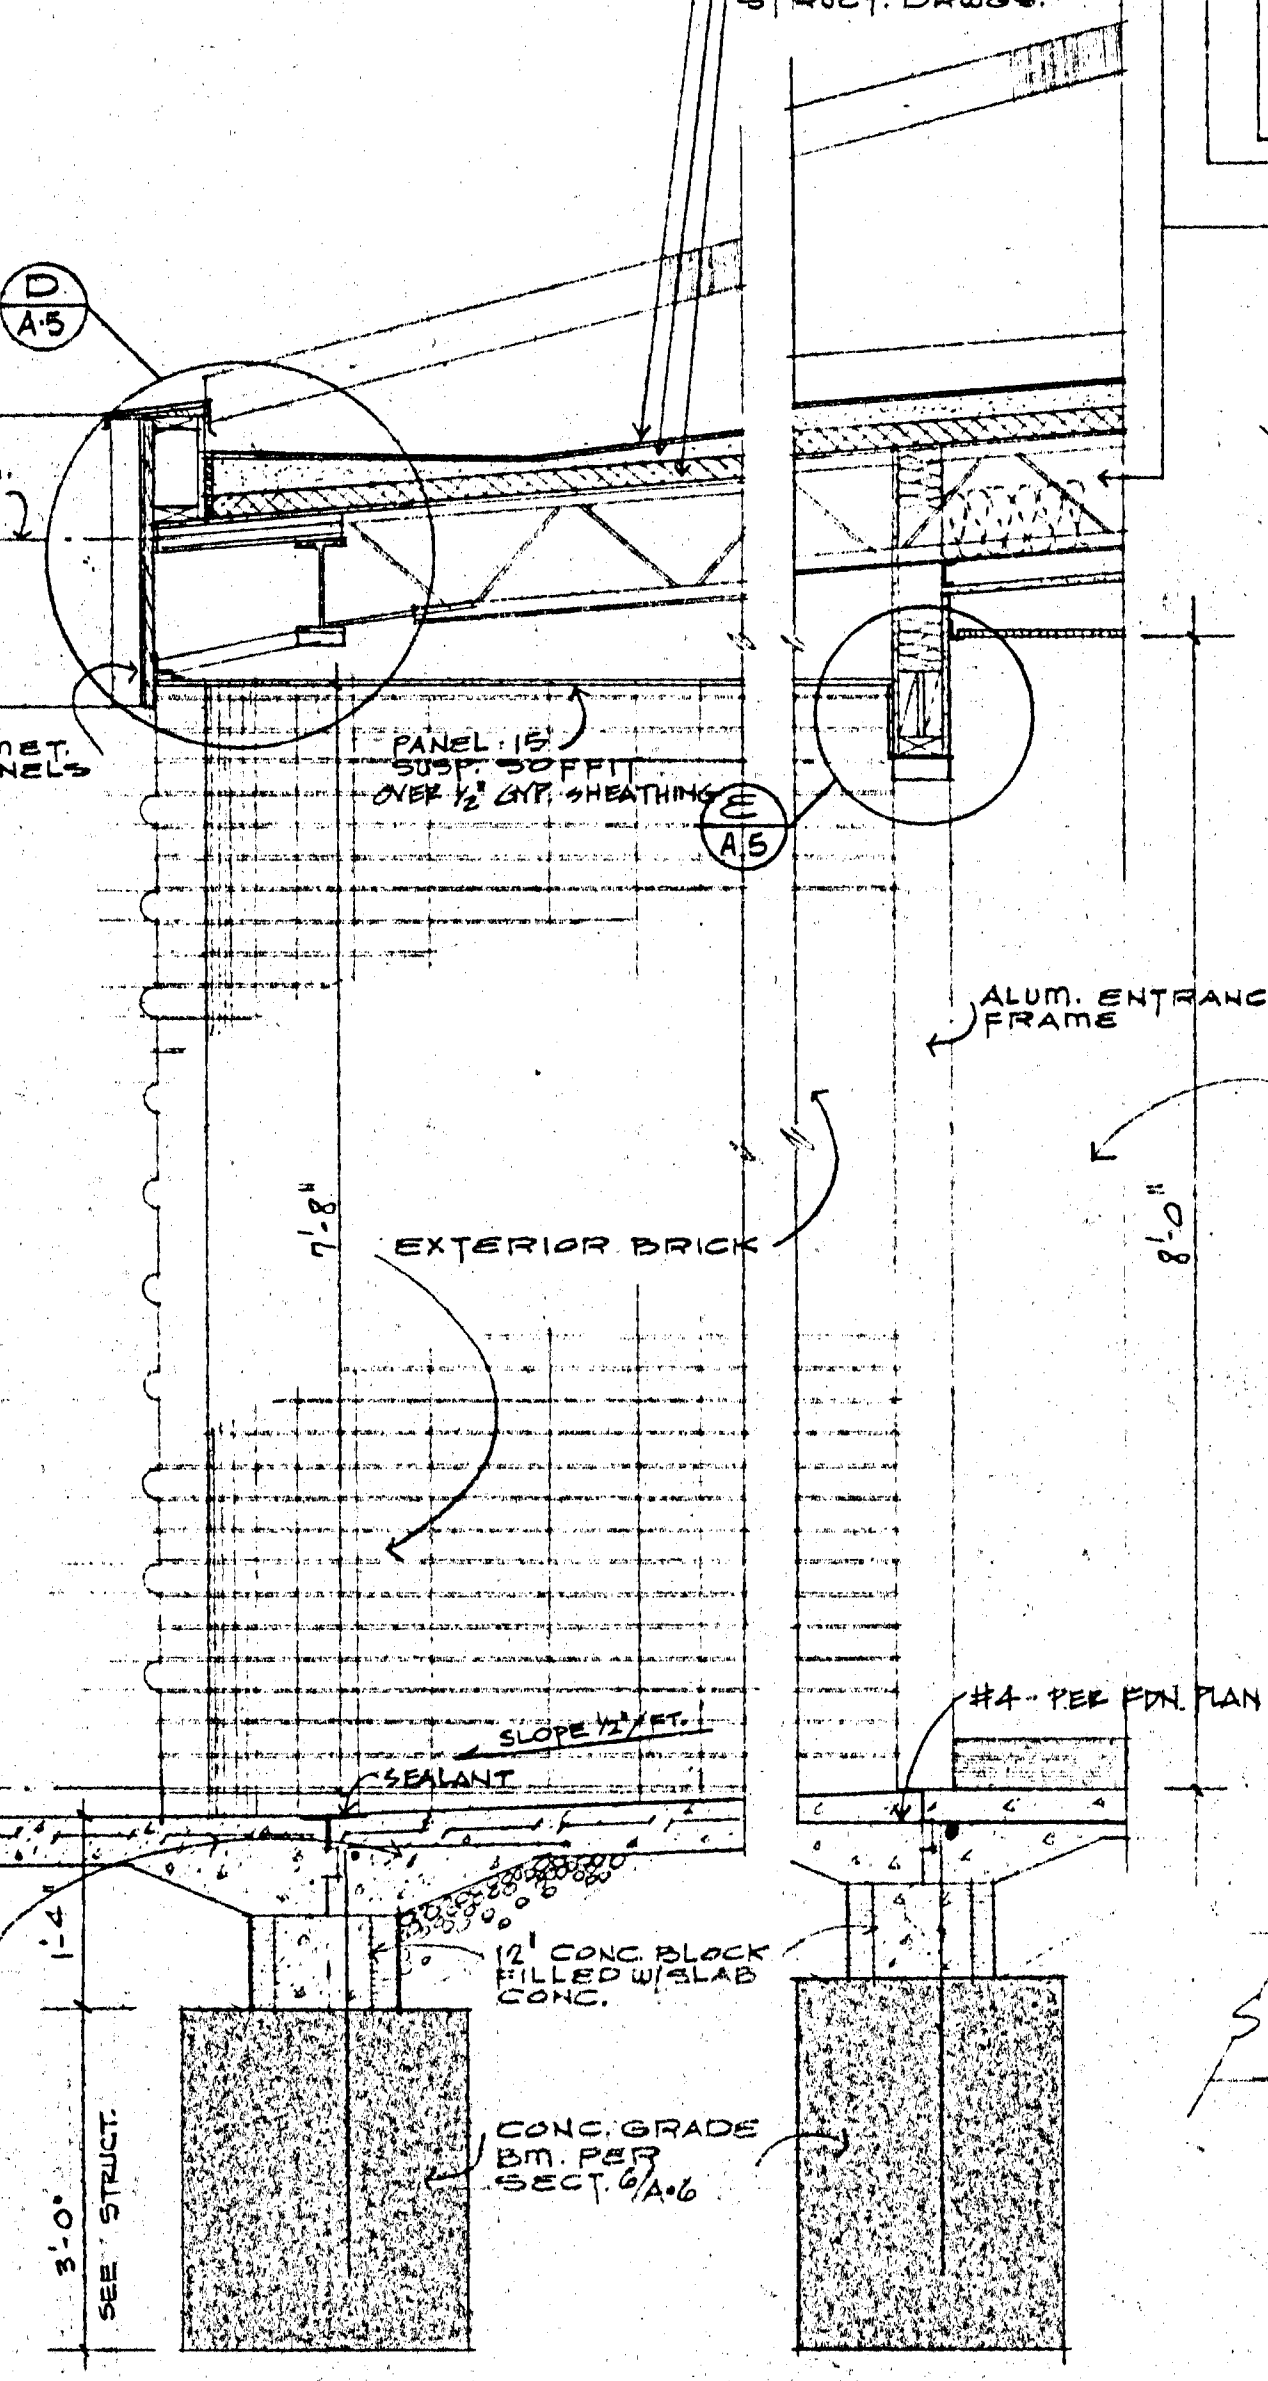 STRUCT. DAWGS.
D
A·5
PANEL 15
SUSP. SOFFIT
OVER 1/2" GYP. SHEATHING
E
A.5
ALUM. ENTRANC
FRAME
7'-8"
8'-0"
EXTERIOR BRICK
#4 - PER FDN. PLAN
SLOPE 1/2"/FT.
SEALANT
1'-4"
12" CONC. BLOCK
FILLED W/SLAB
CONC.
CONC. GRADE
BM. PER
SECT. 6/A·6
3'-0"
SEE STRUCT.